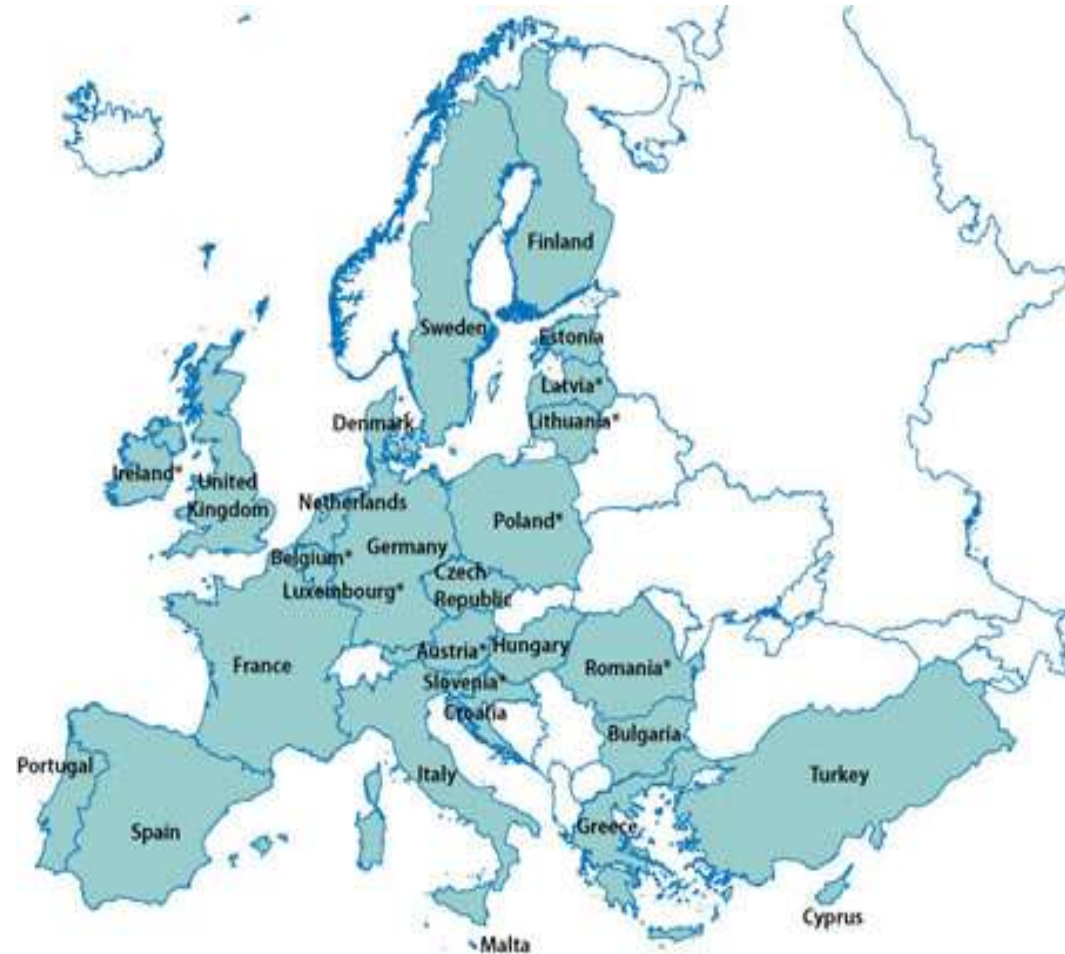 Finland
Sweden
Estonia
Latvia*
Denmark
Lithuania*
Ireland*
United
Kingdom
Netherlands
Poland*
Germany
Belgium*
Czech
Republic
Luxembourg*
Austria*
Hungary
France
Romania*
Slovenia*
Croatia
Bulgaria
Portugal
Italy
Turkey
Spain
Greece
Cyprus
Malta